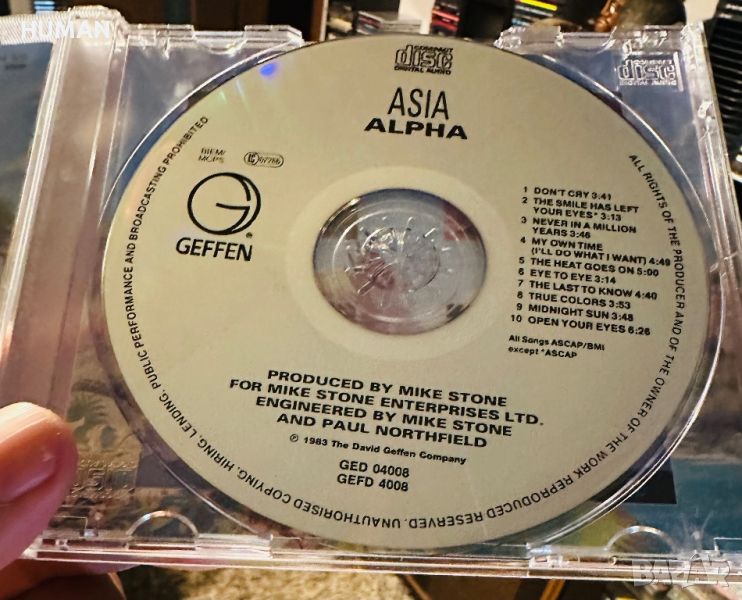 HUMAN
COMPACT
disc
DIGITAL AUDIO
COMPACT
disc
DIGITAL AUDIO
ASIA
ALPHA
BIEM/
MCPS
GEFFEN
1 DON'T CRY 3:41
2 THE SMILE HAS LEFT
YOUR EYES* 3:13
3 NEVER IN A MILLION
YEARS 3:46
4 MY OWN TIME
(I'LL DO WHAT I WANT) 4:49
5 THE HEAT GOES ON 5:00
6 EYE TO EYE 3:14
7 THE LAST TO KNOW 4:40
8 TRUE COLORS 3:53
9 MIDNIGHT SUN 3:48
10 OPEN YOUR EYES 6:26
All Songs ASCAP/BMI
except *ASCAP
PRODUCED BY MIKE STONE
FOR MIKE STONE ENTERPRISES LTD.
ENGINEERED BY MIKE STONE
AND PAUL NORTHFIELD
℗ 1983 The David Geffen Company
GED 04008
GEFD 4008
ALL RIGHTS OF THE PRODUCER AND OF THE OWNER OF THE WORK REPRODUCED RESERVED. UNAUTHORISED COPYING, HIRING, LENDING, PUBLIC PERFORMANCE AND BROADCASTING PROHIBITED
BAZAR